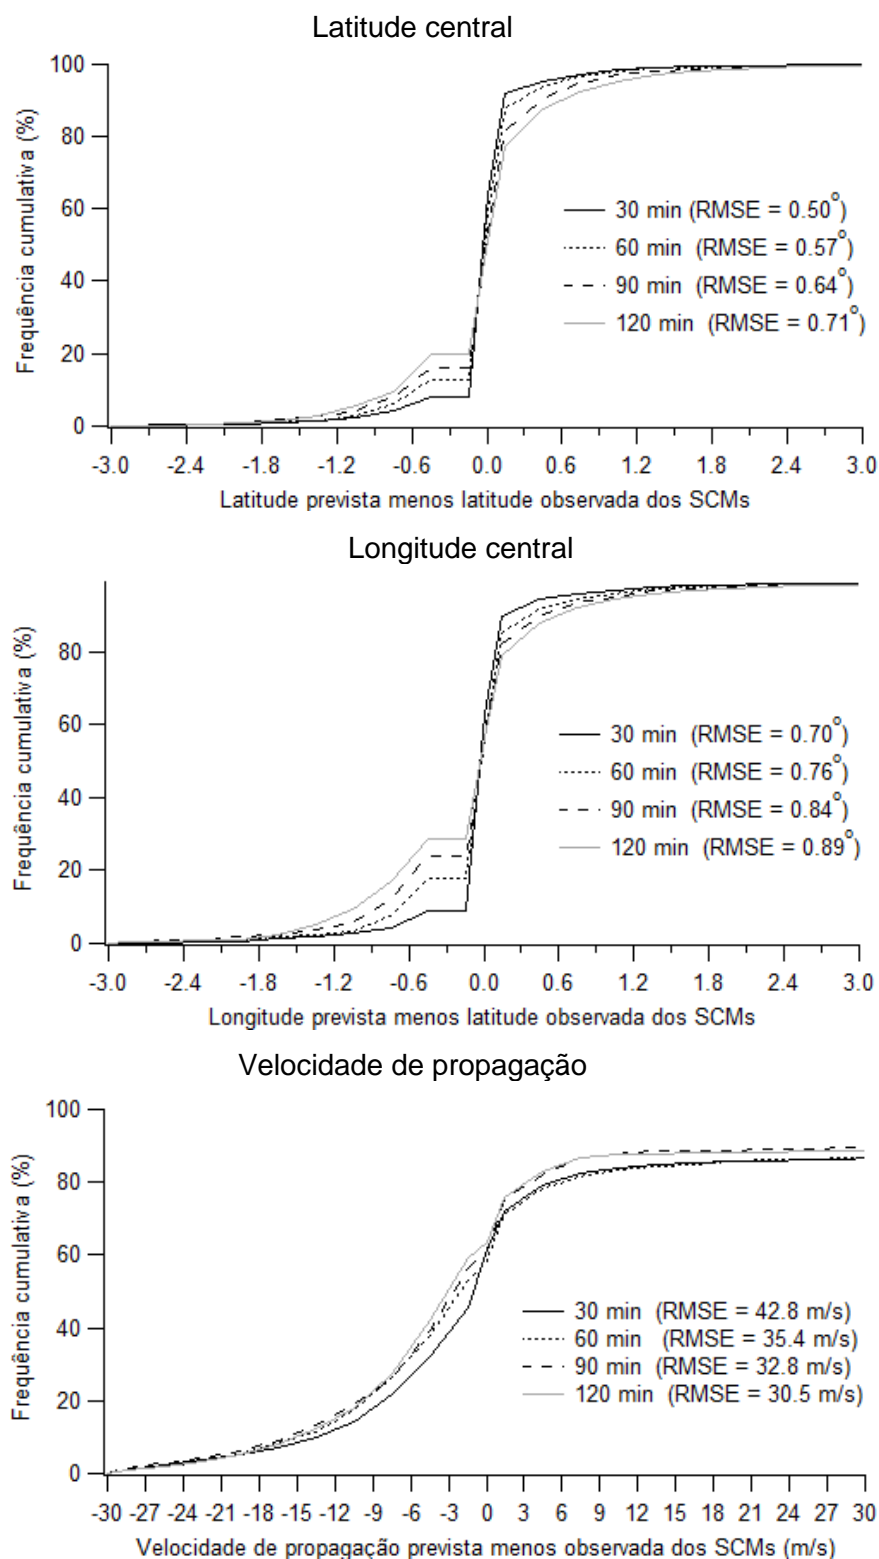 Latitude central
Frequência cumulativa (%)
100
80
60
40
20
0
30 min (RMSE = 0.50°)
60 min (RMSE = 0.57°)
90 min (RMSE = 0.64°)
120 min (RMSE = 0.71°)
-3.0 -2.4 -1.8 -1.2 -0.6 0.0 0.6 1.2 1.8 2.4 3.0
Latitude prevista menos latitude observada dos SCMs
Longitude central
Frequência cumulativa (%)
80
60
40
20
0
30 min (RMSE = 0.70°)
60 min (RMSE = 0.76°)
90 min (RMSE = 0.84°)
120 min (RMSE = 0.89°)
-3.0 -2.4 -1.8 -1.2 -0.6 0.0 0.6 1.2 1.8 2.4 3.0
Longitude prevista menos latitude observada dos SCMs
Velocidade de propagação
Frequência cumulativa (%)
100
80
60
40
20
0
30 min (RMSE = 42.8 m/s)
60 min (RMSE = 35.4 m/s)
90 min (RMSE = 32.8 m/s)
120 min (RMSE = 30.5 m/s)
-30 -27 -24 -21 -18 -15 -12 -9 -6 -3 0 3 6 9 12 15 18 21 24 27 30
Velocidade de propagação prevista menos observada dos SCMs (m/s)